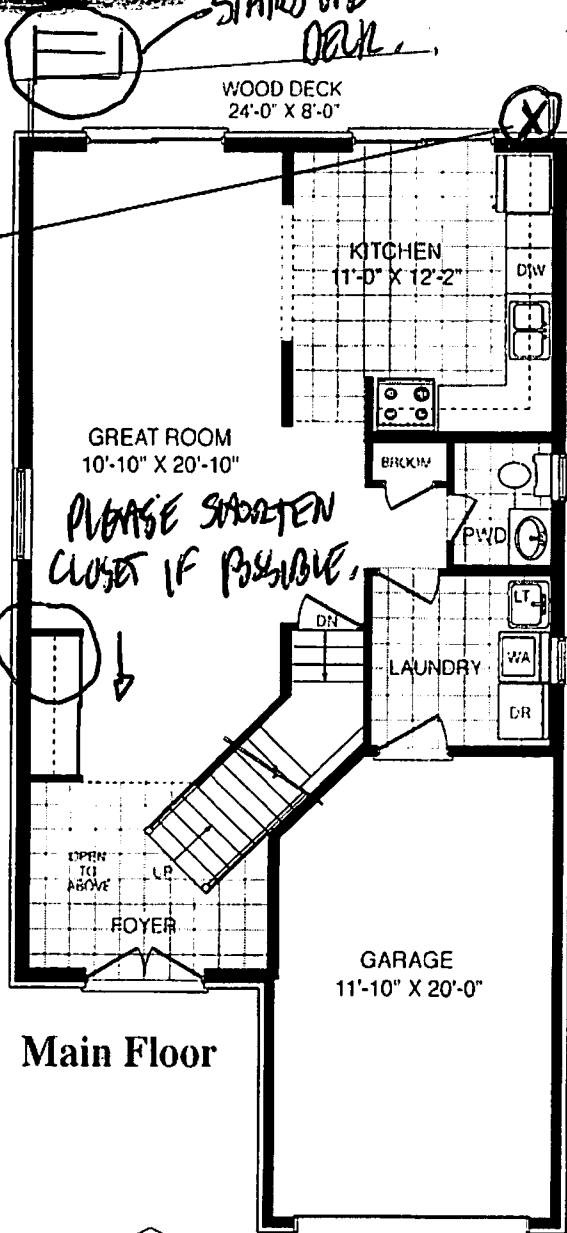 STAIRS
DECK.
WOOD DECK
24'-0" X 8'-0"
X
KITCHEN
11'-0" X 12'-2"
D/W
GREAT ROOM
10'-10" X 20'-10"
BROOM
PLEASE SHORTEN
CLOSET IF POSSIBLE.
PWD
LT
DN
LAUNDRY
WA
DR
OPEN
TO
ABOVE
UP
FOYER
GARAGE
11'-10" X 20'-0"
Main Floor